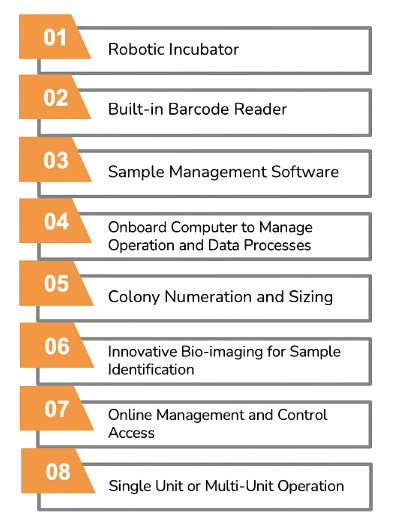 01
Robotic Incubator
02
Built-in Barcode Reader
03
Sample Management Software
04
Onboard Computer to Manage
Operation and Data Processes
05
Colony Numeration and Sizing
06
Innovative Bio-imaging for Sample
Identification
07
Online Management and Control
Access
08
Single Unit or Multi-Unit Operation